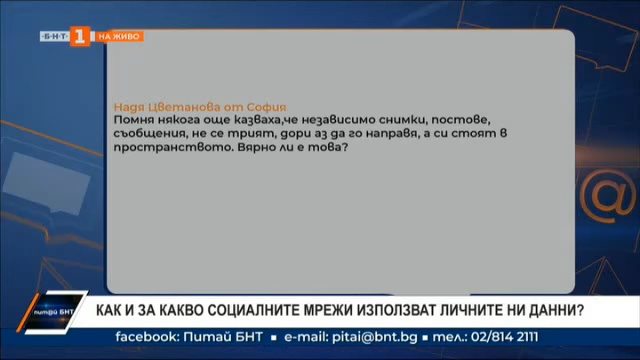 БНТ 1 НА ЖИВО
Надя Цветанова от София
Помня някога още казваха,че независимо снимки, постове,
съобщения, не се трият, дори аз да го направя, а си стоят в
пространството. Вярно ли е това?
@
питай БНТ
КАК И ЗА КАКВО СОЦИАЛНИТЕ МРЕЖИ ИЗПОЛЗВАТ ЛИЧНИТЕ НИ ДАННИ?
facebook: Питай БНТ ▪ e-mail: pitai@bnt.bg ▪ тел.: 02/814 2111